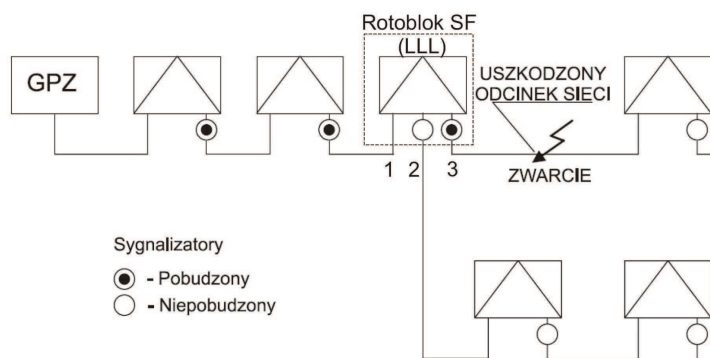 Rotoblok SF
(LLL)
GPZ
USZKODZONY
ODCINEK SIECI
1 2 3
ZWARCIE
Sygnalizatory
- Pobudzony
- Niepobudzony